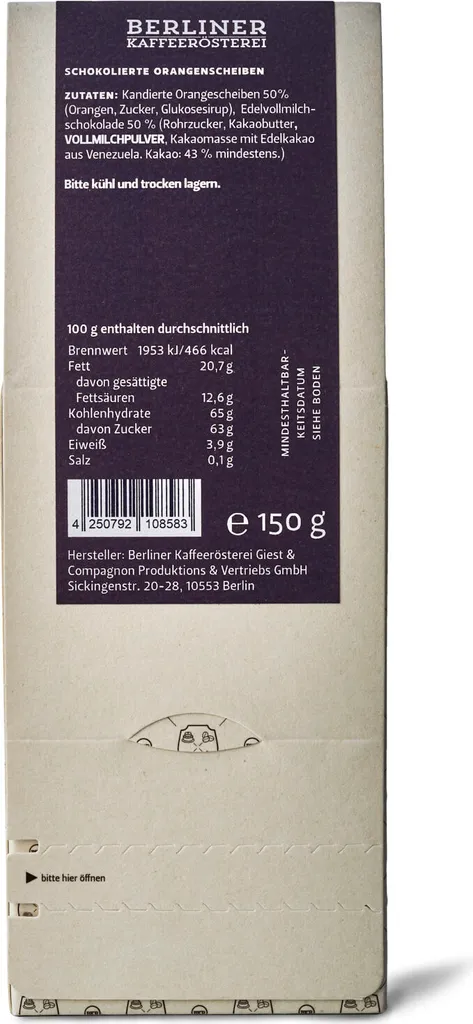 BERLINER
KAFFEERÖSTEREI
SCHOKOLIERTE ORANGENSCHEIBEN
ZUTATEN: Kandierte Orangescheiben 50%
(Orangen, Zucker, Glukosesirup), Edelvollmilch-
schokolade 50 % (Rohrzucker, Kakaobutter,
VOLLMILCHPULVER, Kakaomasse mit Edelkakao
aus Venezuela. Kakao: 43 % mindestens.)
Bitte kühl und trocken lagern.
100 g enthalten durchschnittlich
Brennwert 1953 kJ/466 kcal
Fett 20,7 g
davon gesättigte
Fettsäuren 12,6 g
Kohlenhydrate 65 g
davon Zucker 63 g
Eiweiß 3,9 g
Salz 0,1 g
MINDESTHALTBAR-
KEITSDATUM
SIEHE BODEN
4 250792 108583
℮ 150 g
Hersteller: Berliner Kaffeerösterei Giest &
Compagnon Produktions & Vertriebs GmbH
Sickingenstr. 20-28, 10553 Berlin
▶ bitte hier öffnen